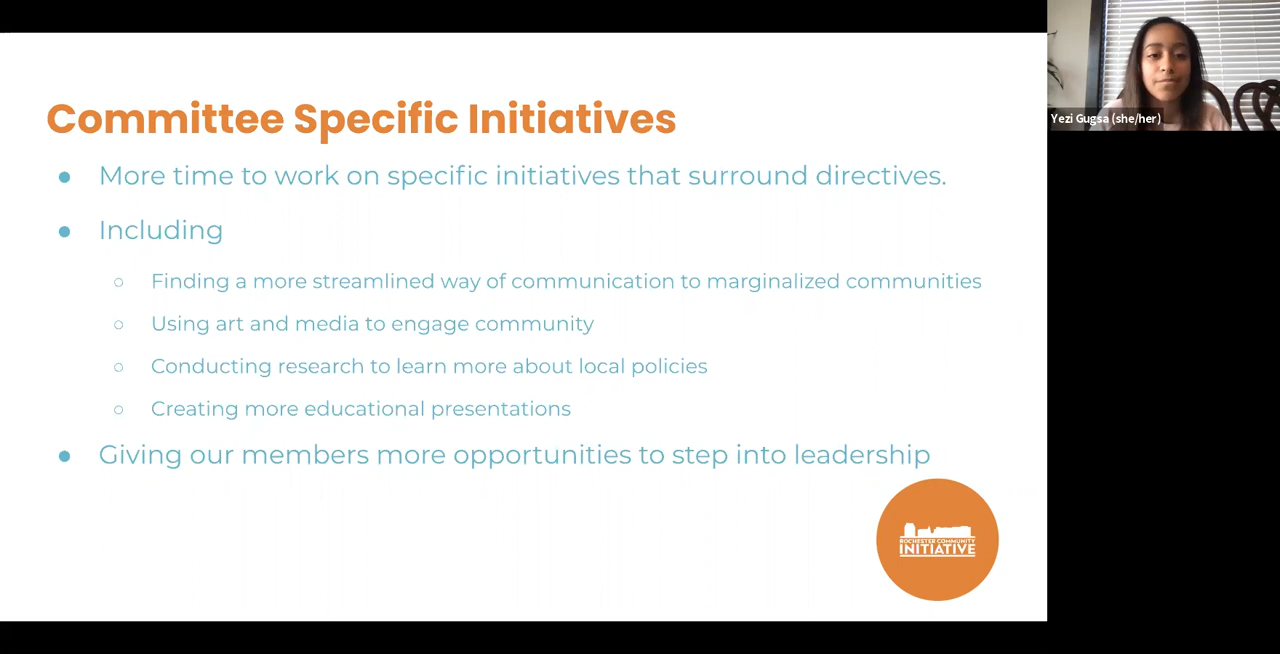 Committee Specific Initiatives
● More time to work on specific initiatives that surround directives.
● Including
○ Finding a more streamlined way of communication to marginalized communities
○ Using art and media to engage community
○ Conducting research to learn more about local policies
○ Creating more educational presentations
● Giving our members more opportunities to step into leadership
ROCHESTER COMMUNITY
INITIATIVE
Yezi Gugsa (she/her)